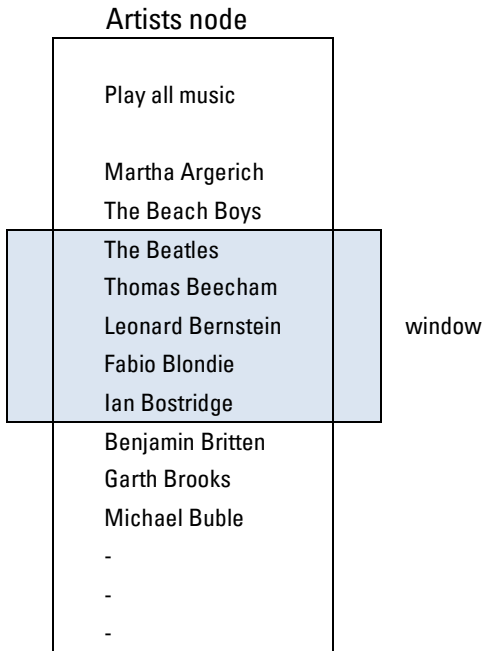 Artists node
Play all music
Martha Argerich
The Beach Boys
The Beatles
Thomas Beecham
Leonard Bernstein
window
Fabio Blondie
Ian Bostridge
Benjamin Britten
Garth Brooks
Michael Buble
-
-
-